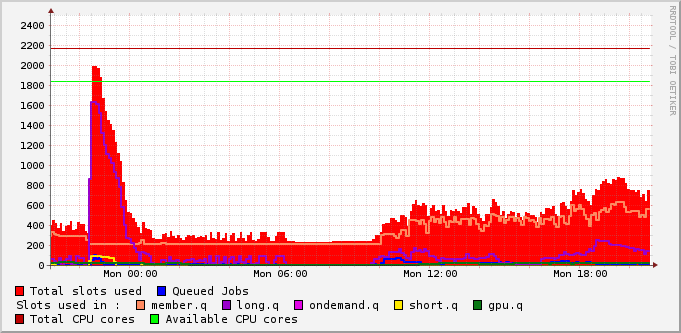 2400
2200
2000
1800
1600
1400
1200
1000
800
600
400
200
0
Mon 00:00 Mon 06:00 Mon 12:00 Mon 18:00
RRDTOOL / TOBI OETIKER
Total slots used Queued Jobs
Slots used in : member.q long.q ondemand.q short.q gpu.q
Total CPU cores Available CPU cores